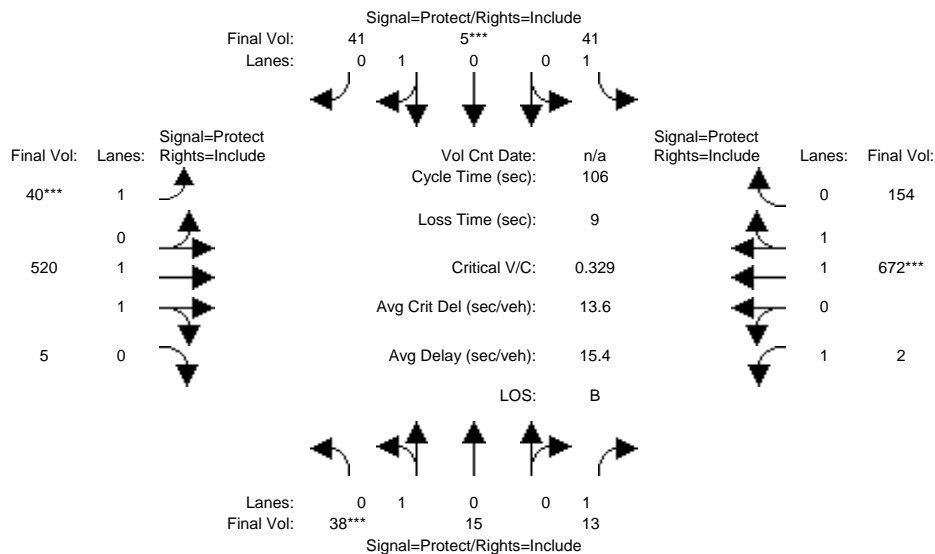 Signal=Protect/Rights=Include
Final Vol: 41 5*** 41
Lanes: 0 1 0 0 1
Signal=Protect
Final Vol: Lanes: Rights=Include
Vol Cnt Date: n/a
Signal=Protect
Rights=Include Lanes: Final Vol:
Cycle Time (sec): 106
40*** 1
0 154
Loss Time (sec): 9
0
1
520 1
Critical V/C: 0.329
1 672***
1
Avg Crit Del (sec/veh): 13.6
0
5 0
Avg Delay (sec/veh): 15.4
1 2
LOS: B
Lanes: 0 1 0 0 1
Final Vol: 38*** 15 13
Signal=Protect/Rights=Include